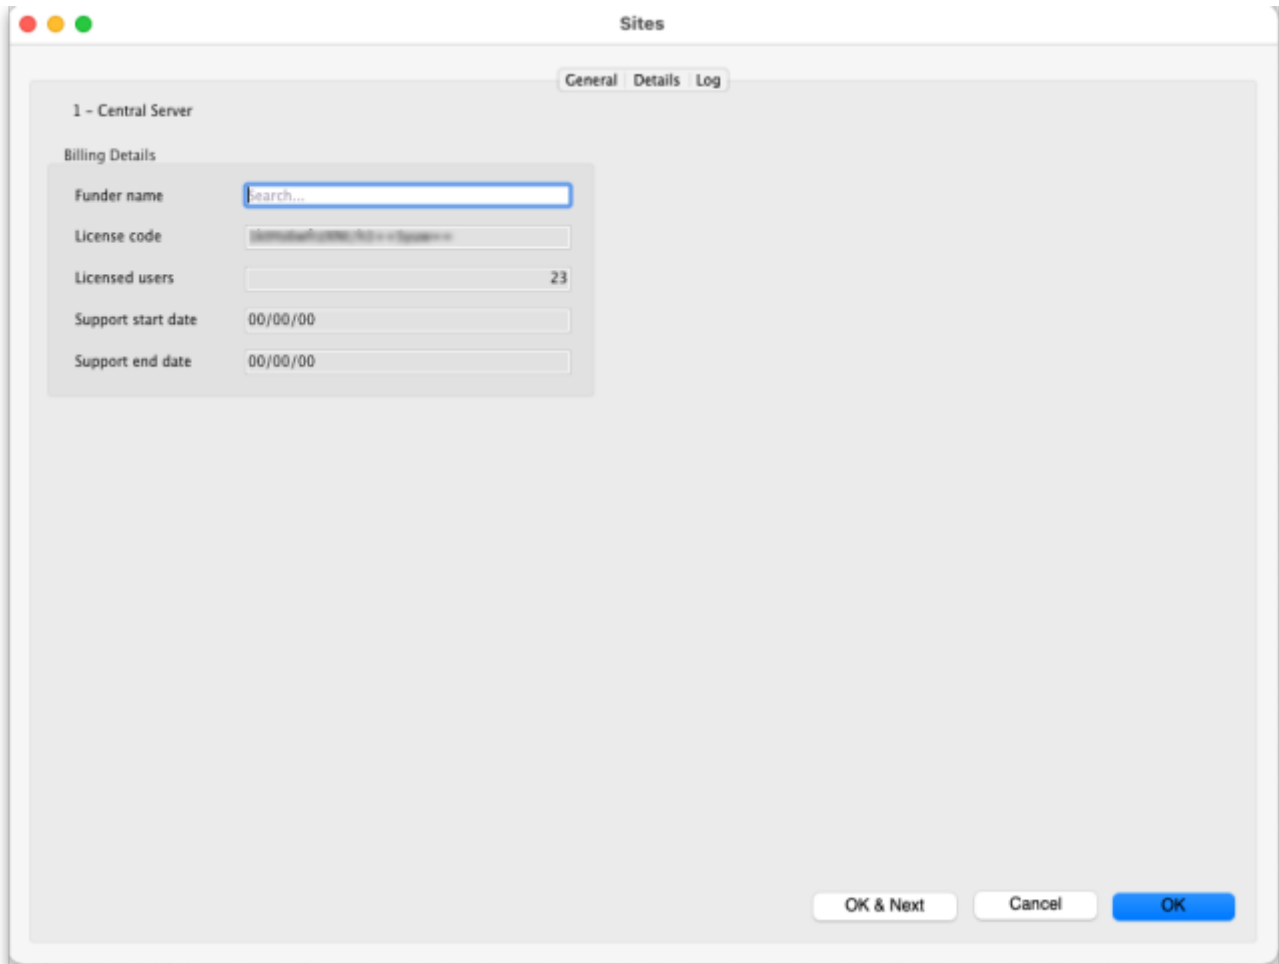 Sites
General Details Log
1 - Central Server
Billing Details
Funder name Search...
License code
Licensed users 23
Support start date 00/00/00
Support end date 00/00/00
OK & Next Cancel OK